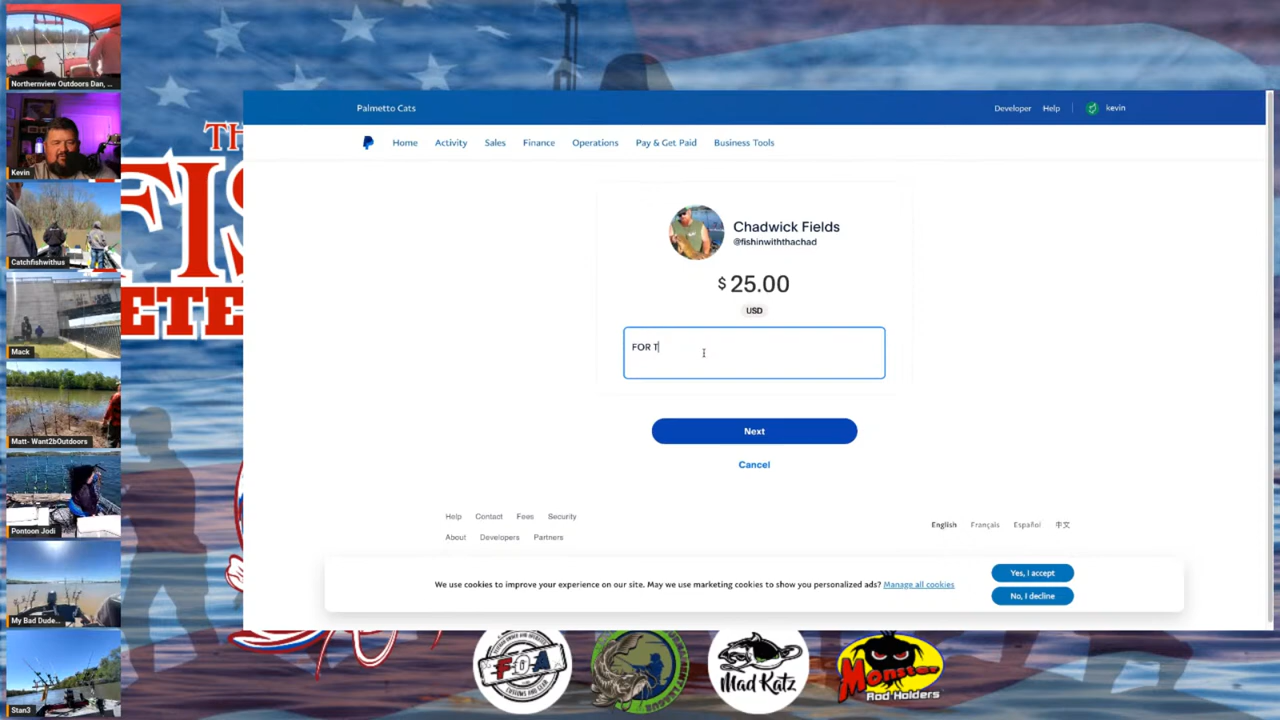 Northernview Outdoors Dan, ...
Kevin
Catchfishwithus
Mack
Matt- Want2bOutdoors
Pontoon Jodi
My Bad Dude...
Stan3
TH
FIS
ETE
Palmetto Cats
Developer Help kevin
Home Activity Sales Finance Operations Pay & Get Paid Business Tools
Chadwick Fields
@fishinwiththachad
$ 25.00
USD
FOR T
Next
Cancel
Help Contact Fees Security
About Developers Partners
English Français Español 中文
We use cookies to improve your experience on our site. May we use marketing cookies to show you personalized ads? Manage all cookies
Yes, I accept
No, I decline
FOA
Mad Katz
Monster
Rod Holders